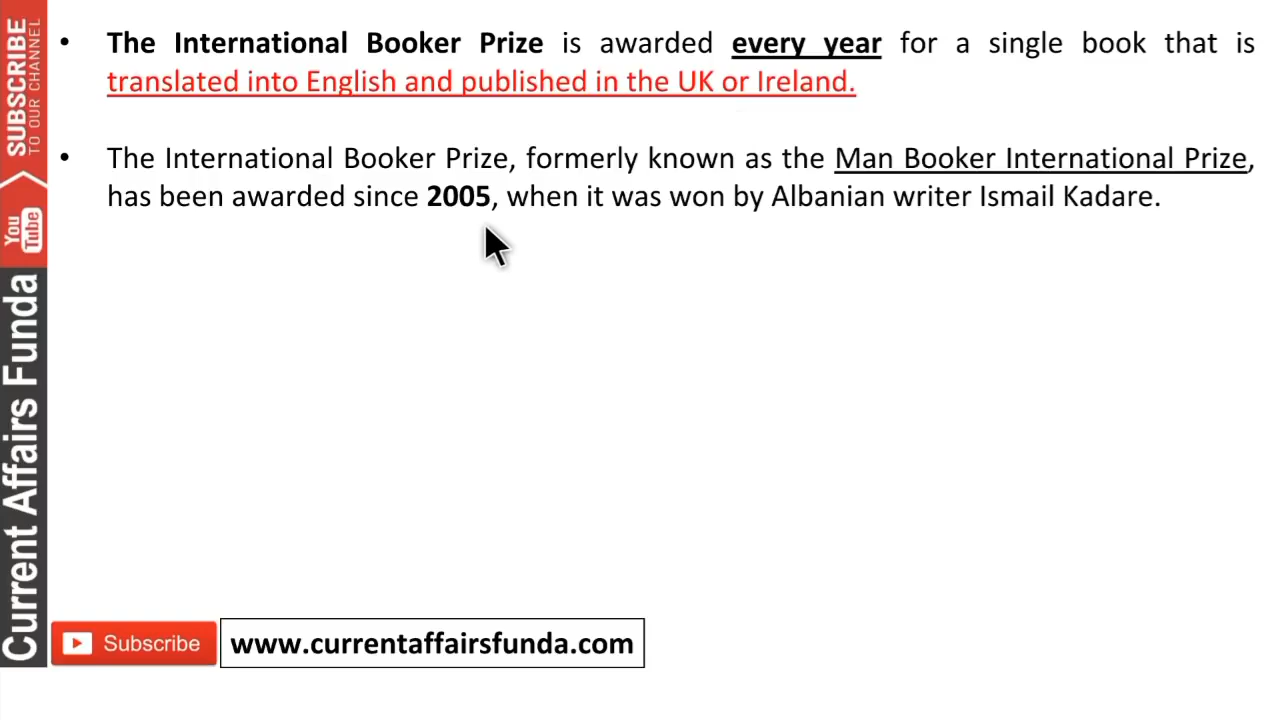 • The International Booker Prize is awarded every year for a single book that is
translated into English and published in the UK or Ireland.
• The International Booker Prize, formerly known as the Man Booker International Prize,
has been awarded since 2005, when it was won by Albanian writer Ismail Kadare.
SUBSCRIBE
TO OUR CHANNEL
You
Tube
Current Affairs Funda
Subscribe
www.currentaffairsfunda.com